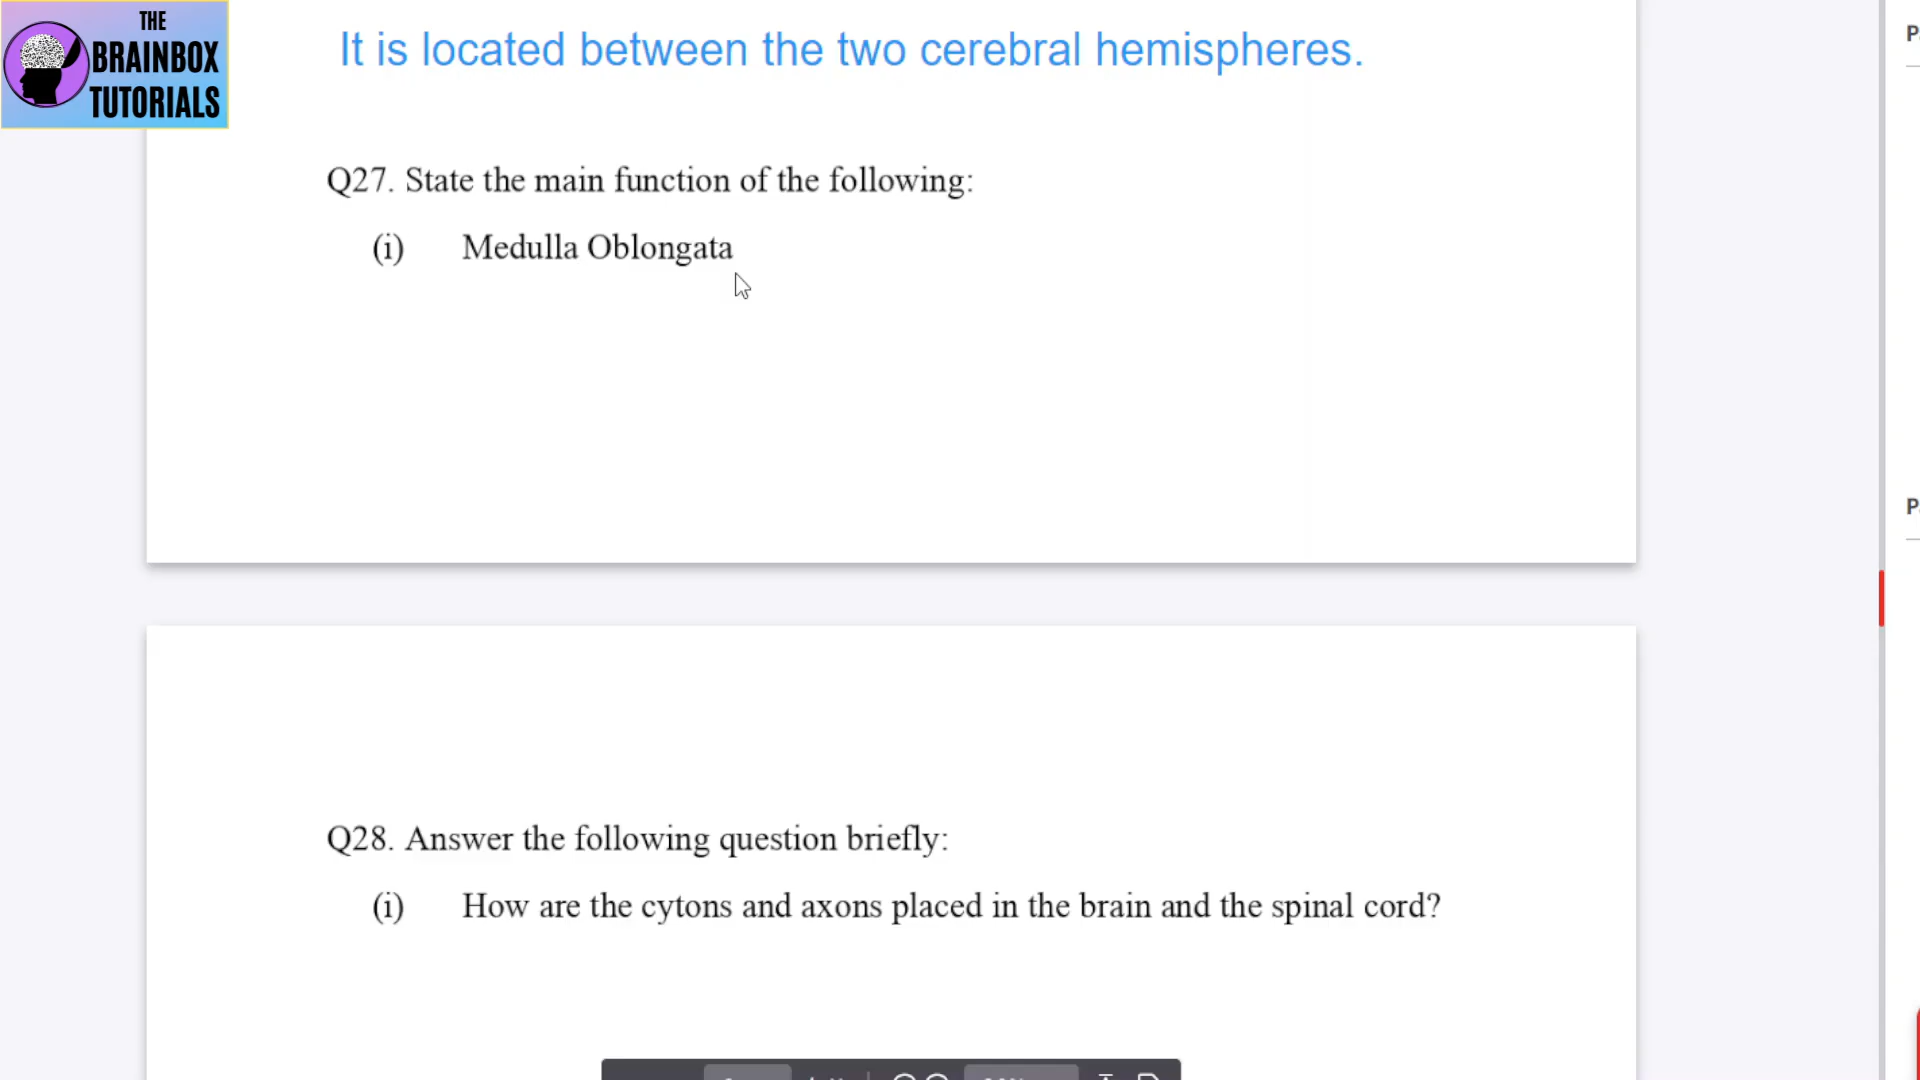 THE
BRAINBOX
TUTORIALS
It is located between the two cerebral hemispheres.
Q27. State the main function of the following:
(i) Medulla Oblongata
Q28. Answer the following question briefly:
(i) How are the cytons and axons placed in the brain and the spinal cord?